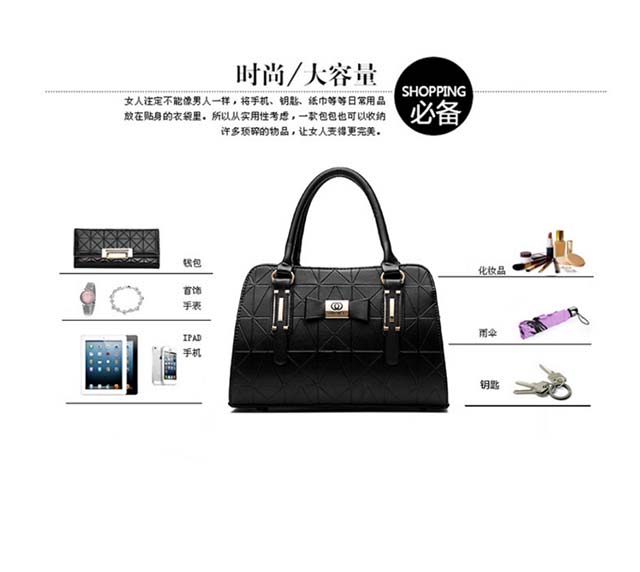 时尚/大容量
SHOPPING
必备
女人注定不能像男人一样，将手机、钥匙、纸巾等等日常用品
放在贴身的衣袋里。所以从实用性考虑，一款包包也可以收纳
许多琐碎的物品，让女人变得更完美。
钱包
首饰
手表
IPAD
手机
化妆品
雨伞
钥匙